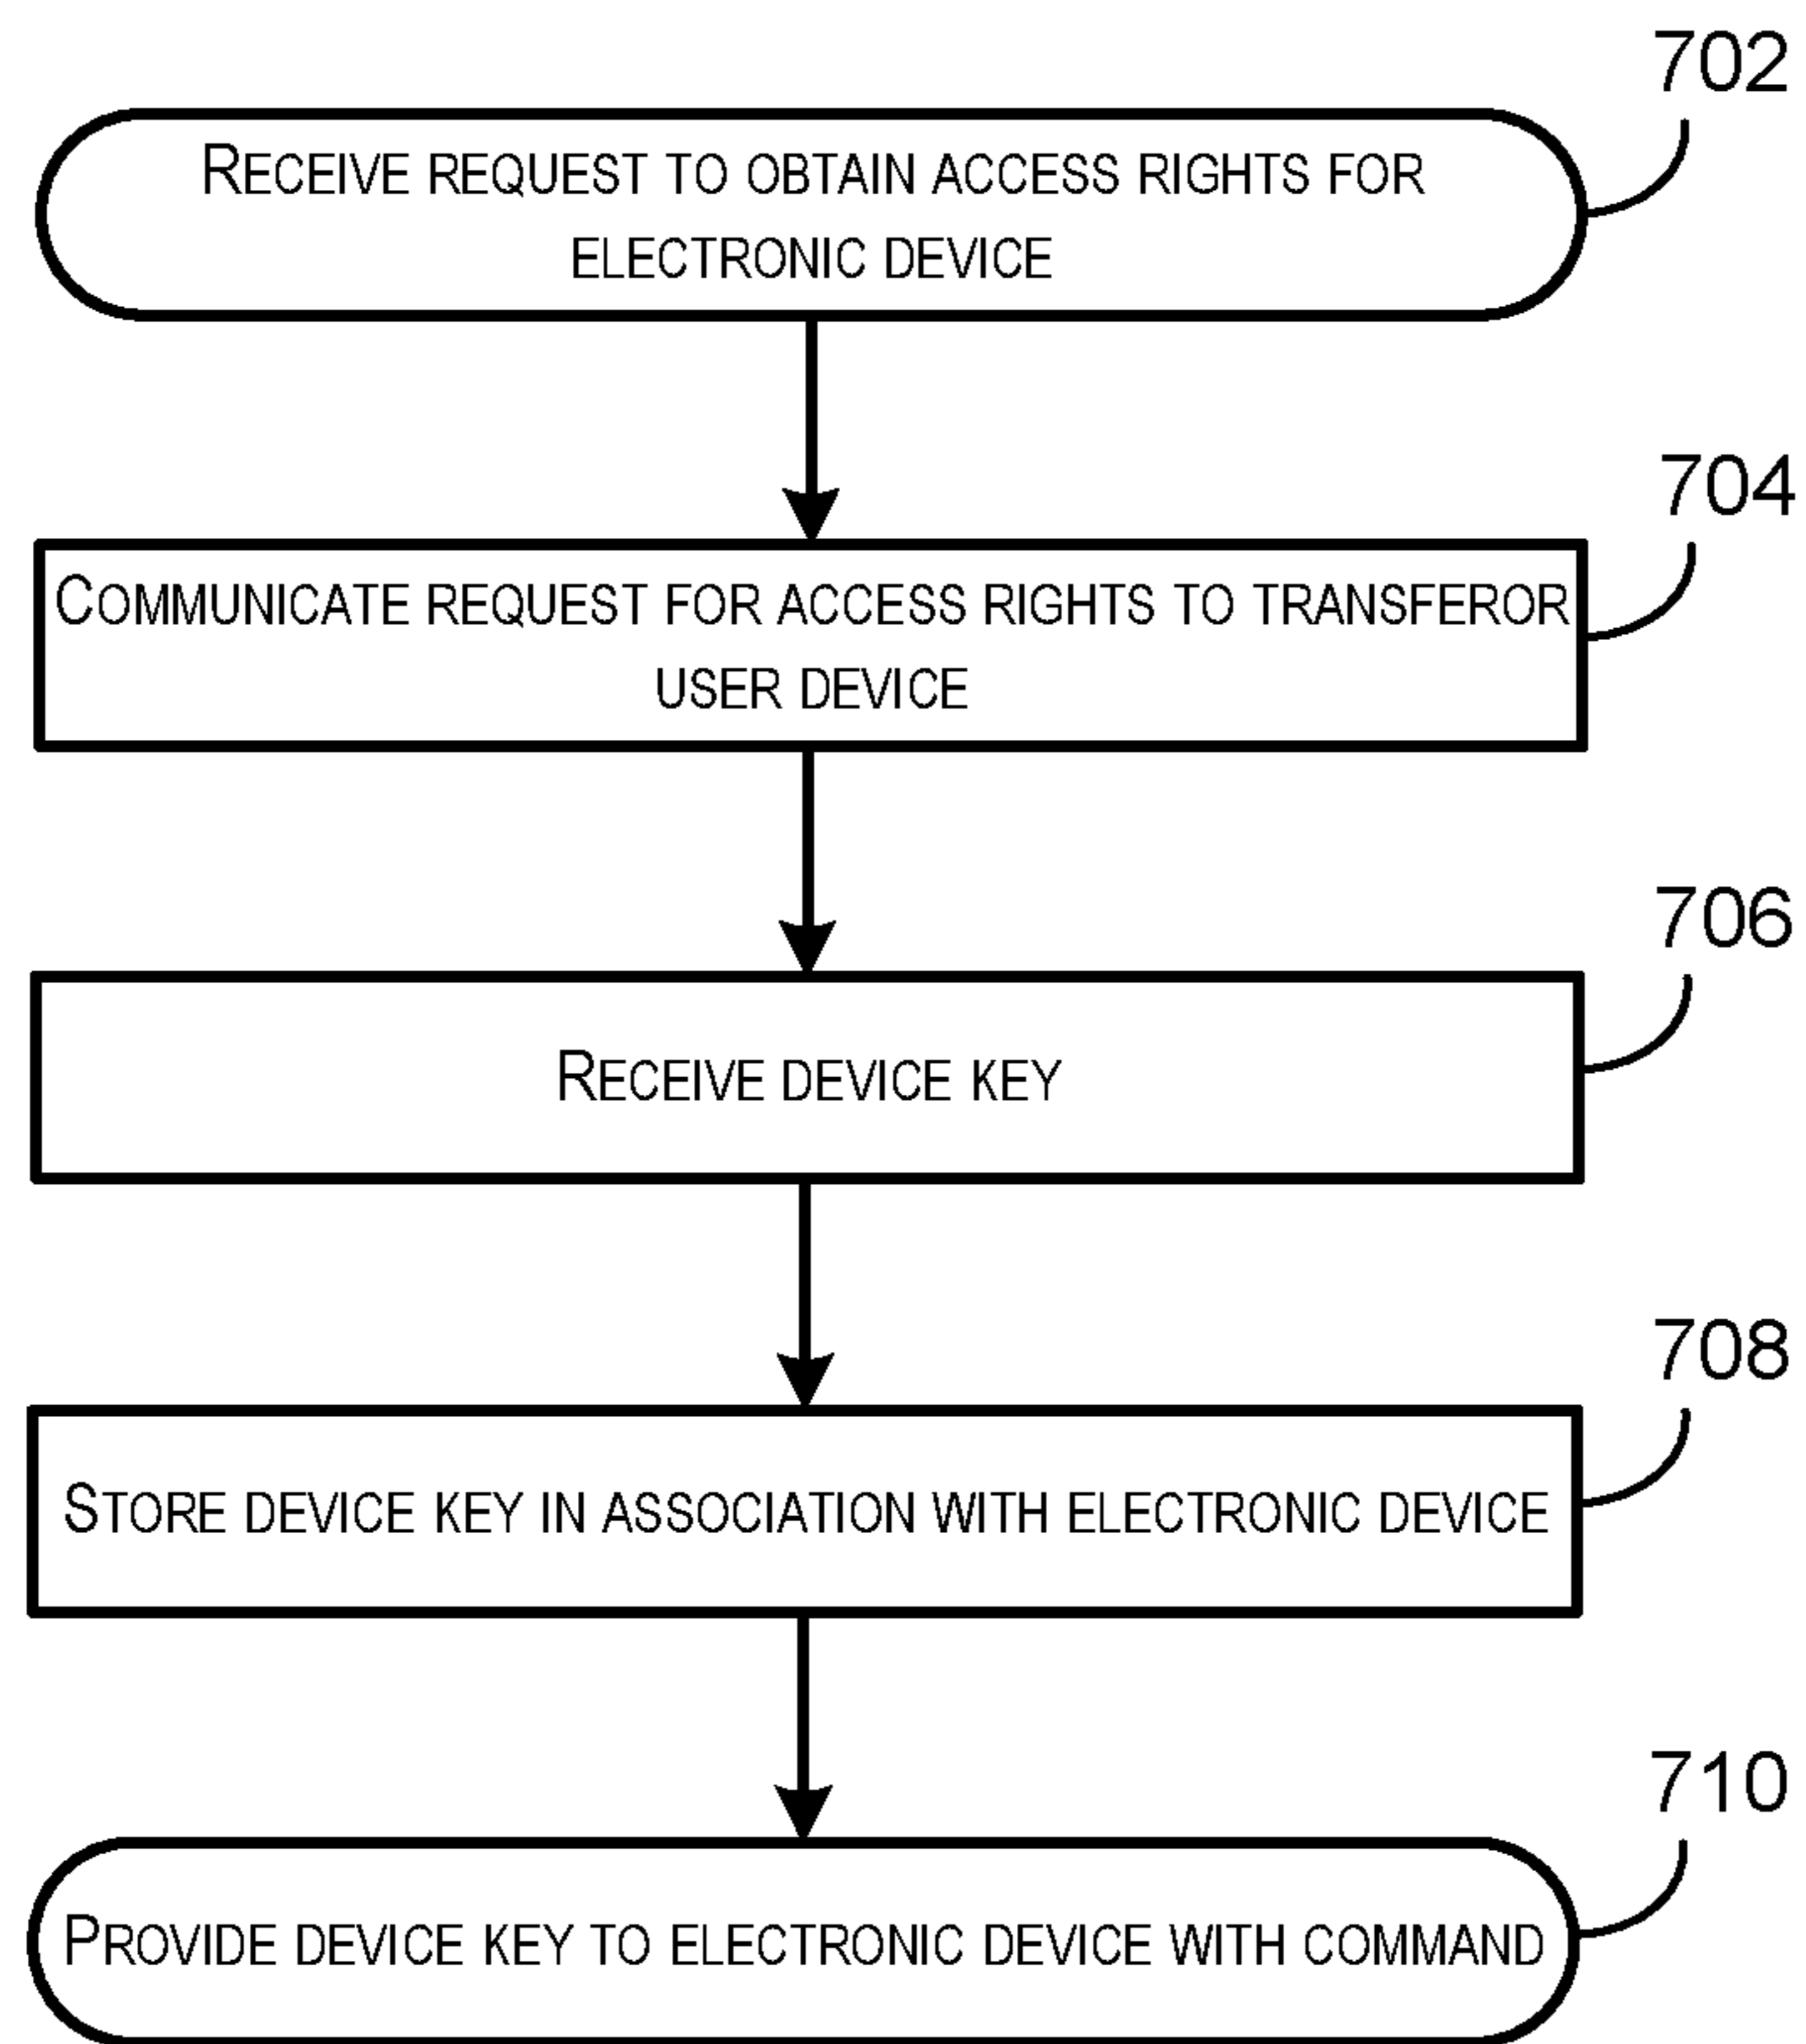 702
RECEIVE REQUEST TO OBTAIN ACCESS RIGHTS FOR
ELECTRONIC DEVICE
704
COMMUNICATE REQUEST FOR ACCESS RIGHTS TO TRANSFEROR
USER DEVICE
706
RECEIVE DEVICE KEY
708
STORE DEVICE KEY IN ASSOCIATION WITH ELECTRONIC DEVICE
710
PROVIDE DEVICE KEY TO ELECTRONIC DEVICE WITH COMMAND